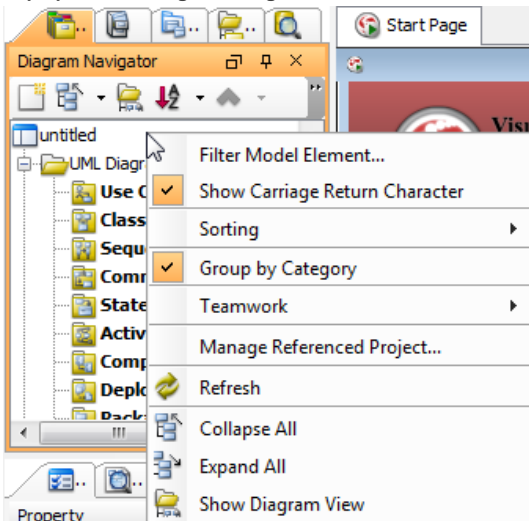 Start Page
Diagram Navigator
untitled
UML Diagr
Use
Class
Sequ
Comm
State
Activ
Comp
Deplo
Filter Model Element...
Show Carriage Return Character
Sorting
Group by Category
Teamwork
Manage Referenced Project...
Refresh
Collapse All
Expand All
Show Diagram View
Property